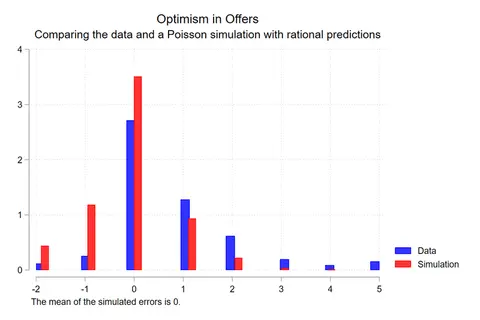 Optimism in Offers
Comparing the data and a Poisson simulation with rational predictions
4
3
2
1
0
-2 -1 0 1 2 3 4 5
Data
Simulation
The mean of the simulated errors is 0.